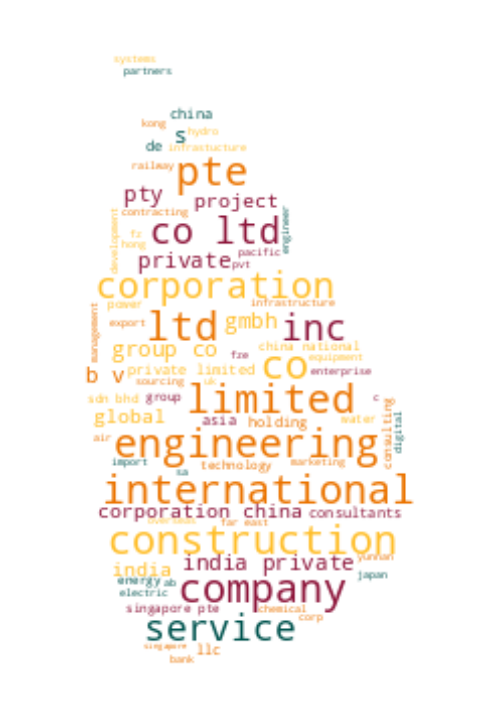 systems
partners
china
kong
s
hydro
de
infrastucture
railway
pte
pty
project
contracting
co ltd
engineer
development
fz
hong
private
pacific
pvt
corporation
infrastructure
power
management
export
ltd
gmbh
inc
group co
china national
fze
equipment
co
private limited
enterprise
b v
sourcing
uk
sdn bhd
group
limited
c
global
asia
holding
water
consulting
digital
air
engineering
import
technology
marketing
sa
international
corporation china
consultants
overseas
far east
construction
yunnan
india private
india
japan
energy
ab
company
electric
singapore pte
chemical
corp
service
singapore
llc
bank